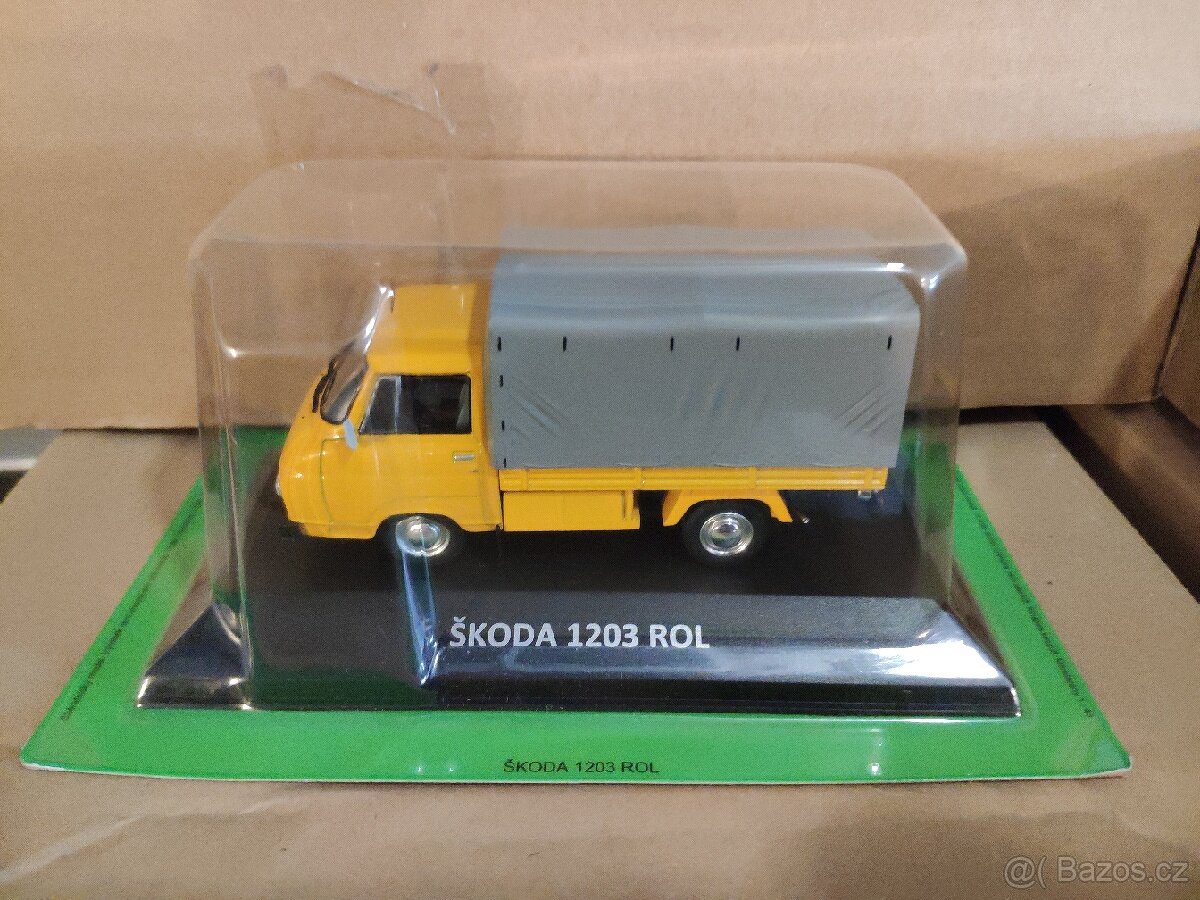 ŠKODA 1203 ROL
ŠKODA 1203 ROL
@( Bazos.cz